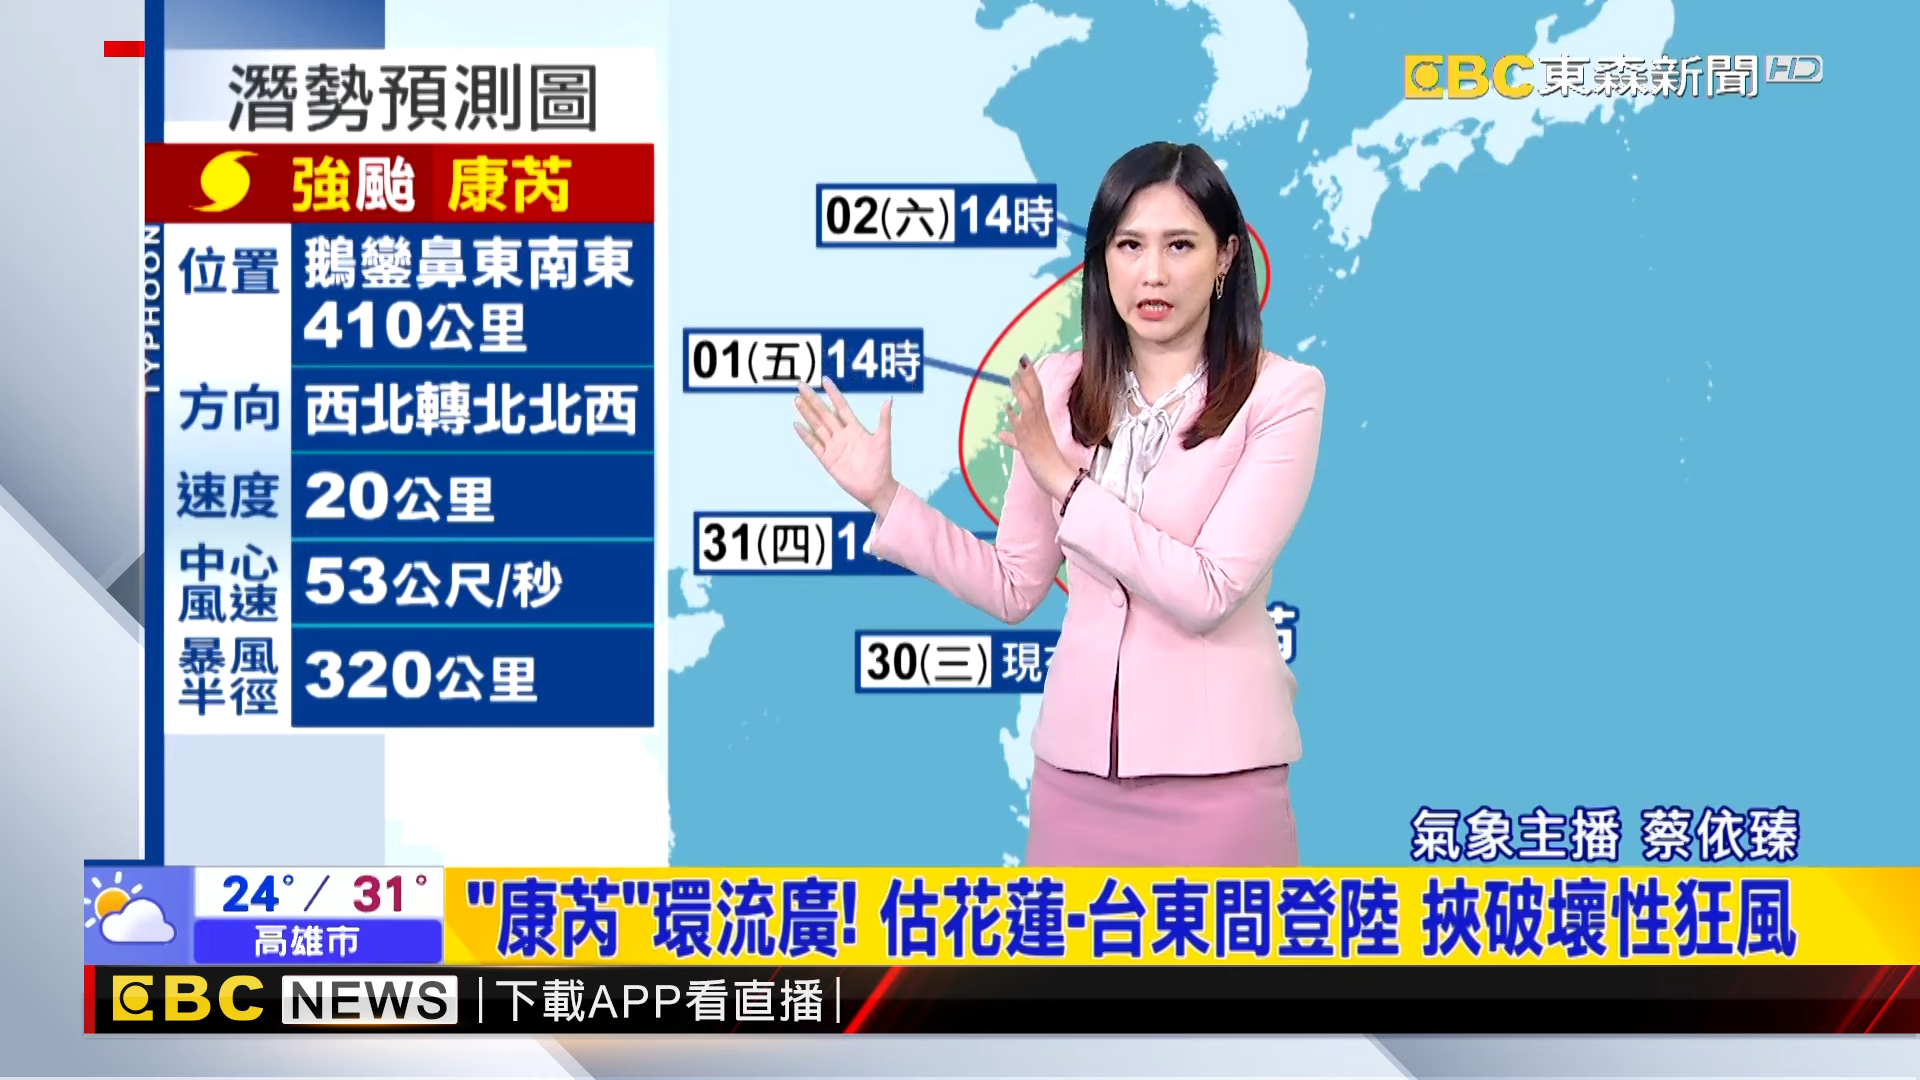 潛勢預測圖
強颱 康芮
TYPHOON
位置 鵝鑾鼻東南東
410公里
方向 西北轉北北西
速度 20公里
中心
風速 53公尺/秒
暴風
半徑 320公里
EBC東森新聞HD
02(六)14時
01(五)14時
31(四)14
30(三)現在
芮
氣象主播 蔡依臻
24°/31°
高雄市
"康芮"環流廣! 估花蓮-台東間登陸 挾破壞性狂風
EBC NEWS |下載APP看直播|